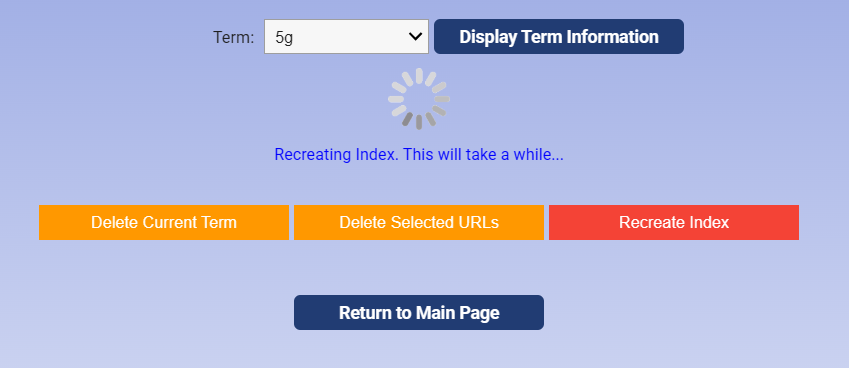 Term: 5g Display Term Information
Recreating Index. This will take a while...
Delete Current Term Delete Selected URLs Recreate Index
Return to Main Page